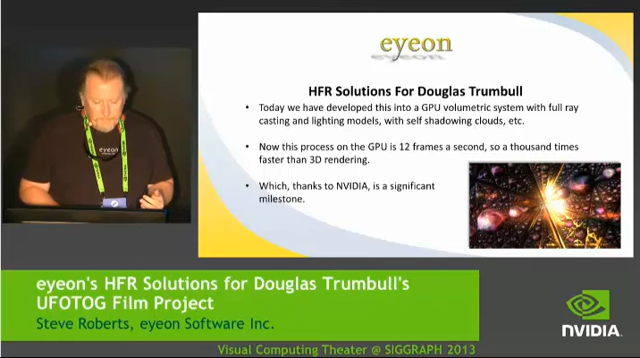 eyeon
HFR Solutions For Douglas Trumbull
• Today we have developed this into a GPU volumetric system with full ray
casting and lighting models, with self shadowing clouds, etc.
• Now this process on the GPU is 12 frames a second, so a thousand times
faster than 3D rendering.
• Which, thanks to NVIDIA, is a significant
milestone.
eyeon
eyeon's HFR Solutions for Douglas Trumbull's
UFOTOG Film Project
Steve Roberts, eyeon Software Inc.
NVIDIA.
Visual Computing Theater @ SIGGRAPH 2013